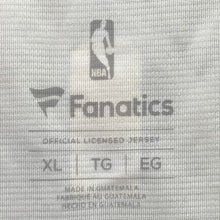 NBA
Fanatics
OFFICIAL LICENSED JERSEY
XL | TG | EG
MADE IN GUATEMALA
FABRIQUÉ AU GUATEMALA
HECHO EN GUATEMALA